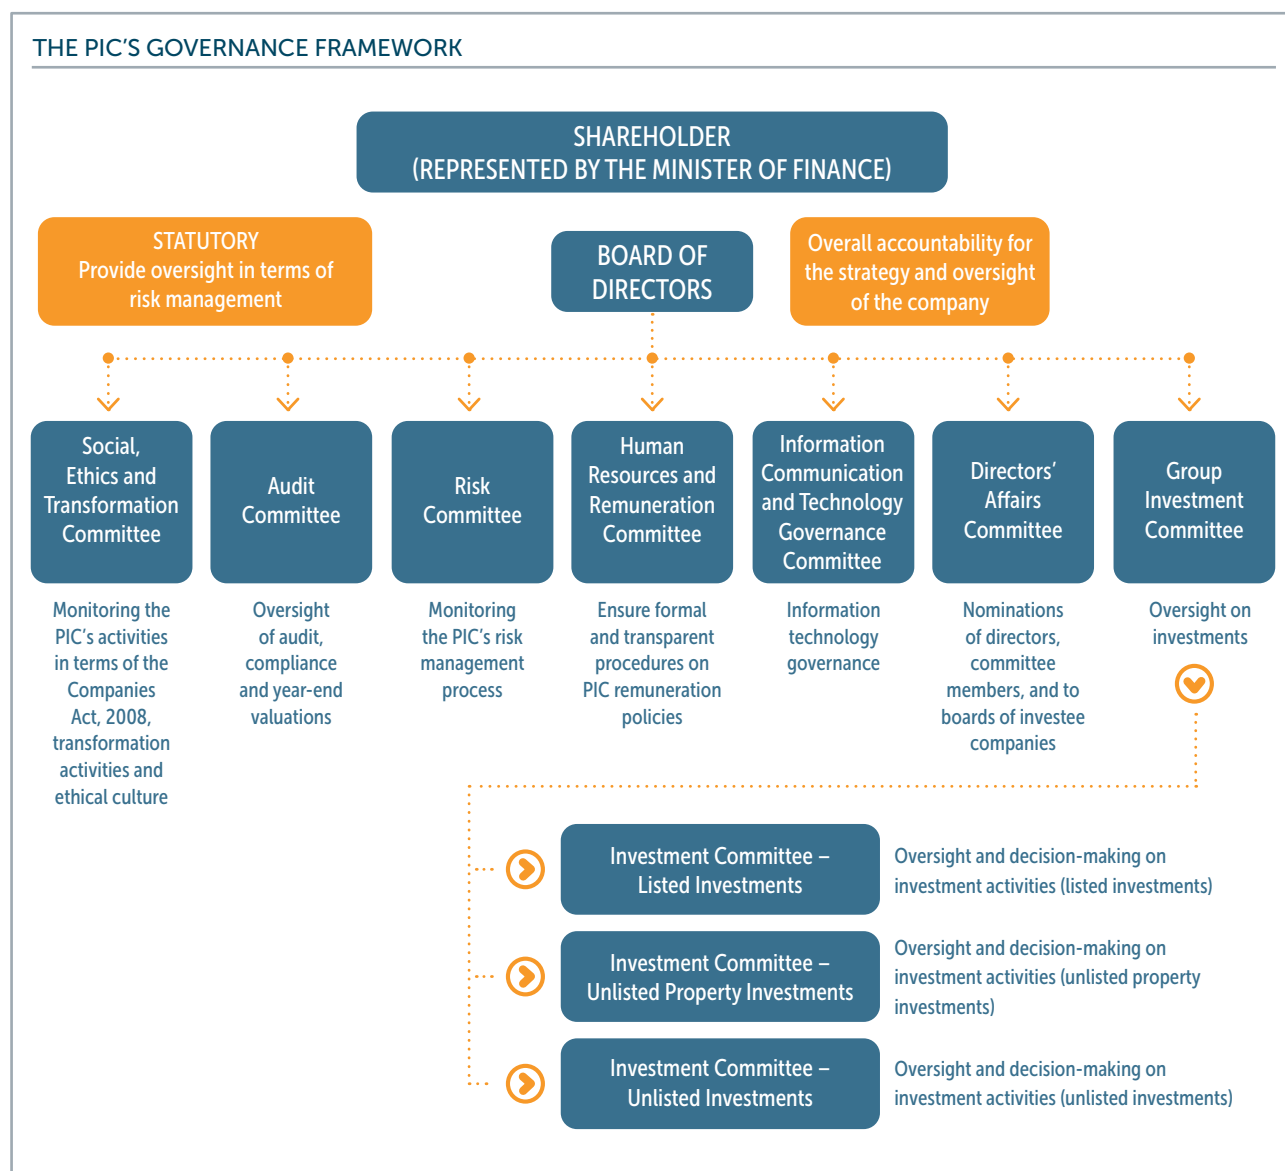 THE PIC'S GOVERNANCE FRAMEWORK
SHAREHOLDER
(REPRESENTED BY THE MINISTER OF FINANCE)
STATUTORY
Provide oversight in terms of
risk management
BOARD OF
DIRECTORS
Overall accountability for
the strategy and oversight
of the company
Social,
Ethics and
Transformation
Committee
Audit
Committee
Risk
Committee
Human
Resources and
Remuneration
Committee
Information
Communication
and Technology
Governance
Committee
Directors'
Affairs
Committee
Group
Investment
Committee
Monitoring the
PIC's activities
in terms of the
Companies
Act, 2008,
transformation
activities and
ethical culture
Oversight
of audit,
compliance
and year-end
valuations
Monitoring
the PIC's risk
management
process
Ensure formal
and transparent
procedures on
PIC remuneration
policies
Information
technology
governance
Nominations
of directors,
committee
members, and to
boards of investee
companies
Oversight on
investments
Investment Committee –
Listed Investments
Oversight and decision-making on
investment activities (listed investments)
Investment Committee –
Unlisted Property Investments
Oversight and decision-making on
investment activities (unlisted property
investments)
Investment Committee –
Unlisted Investments
Oversight and decision-making on
investment activities (unlisted investments)